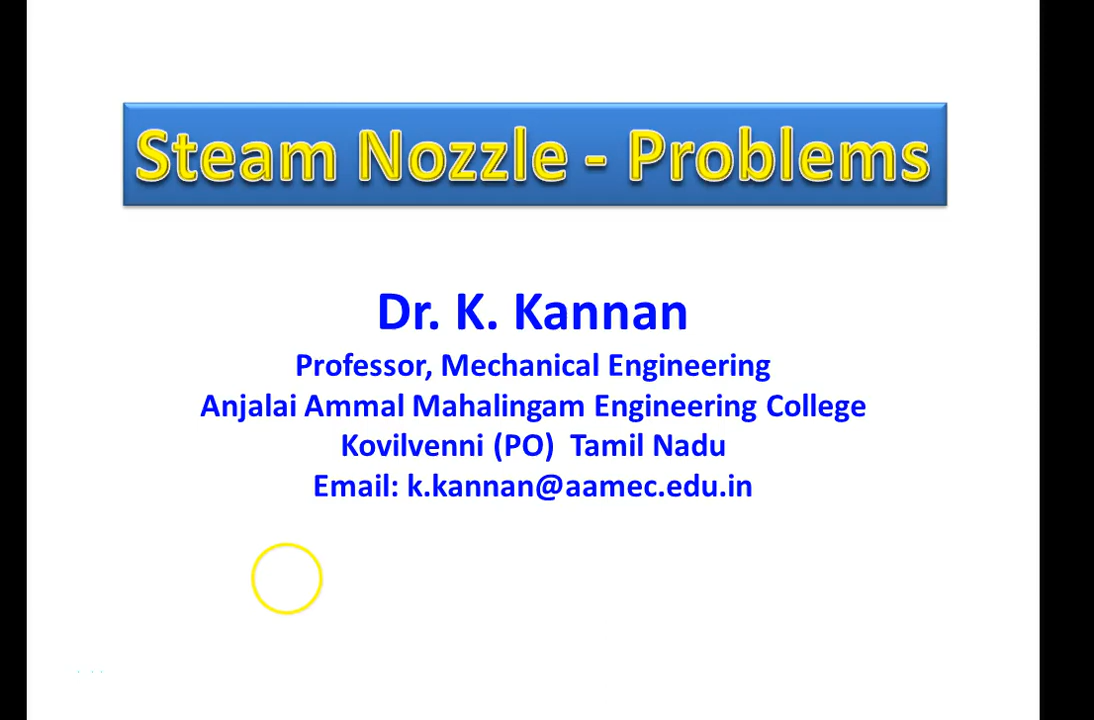 Steam Nozzle - Problems
Dr. K. Kannan
Professor, Mechanical Engineering
Anjalai Ammal Mahalingam Engineering College
Kovilvenni (PO) Tamil Nadu
Email: k.kannan@aamec.edu.in